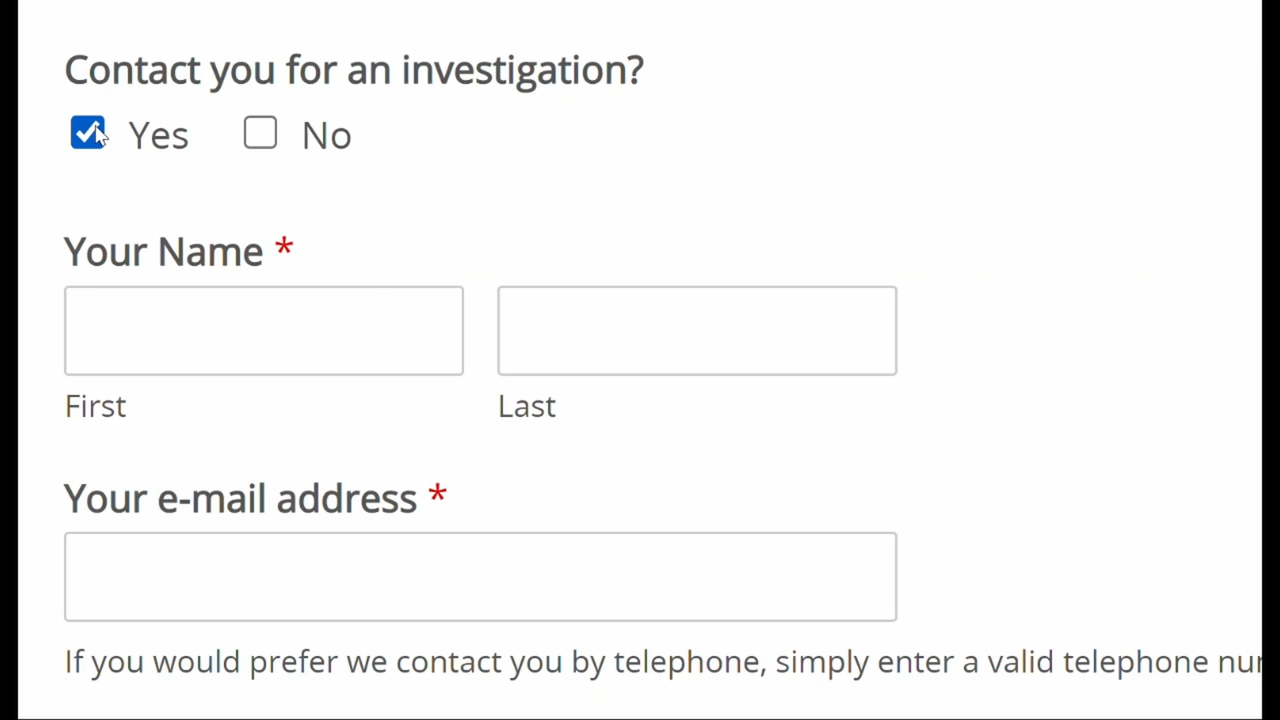 Contact you for an investigation?
Yes No
Your Name *
First Last
Your e-mail address *
If you would prefer we contact you by telephone, simply enter a valid telephone